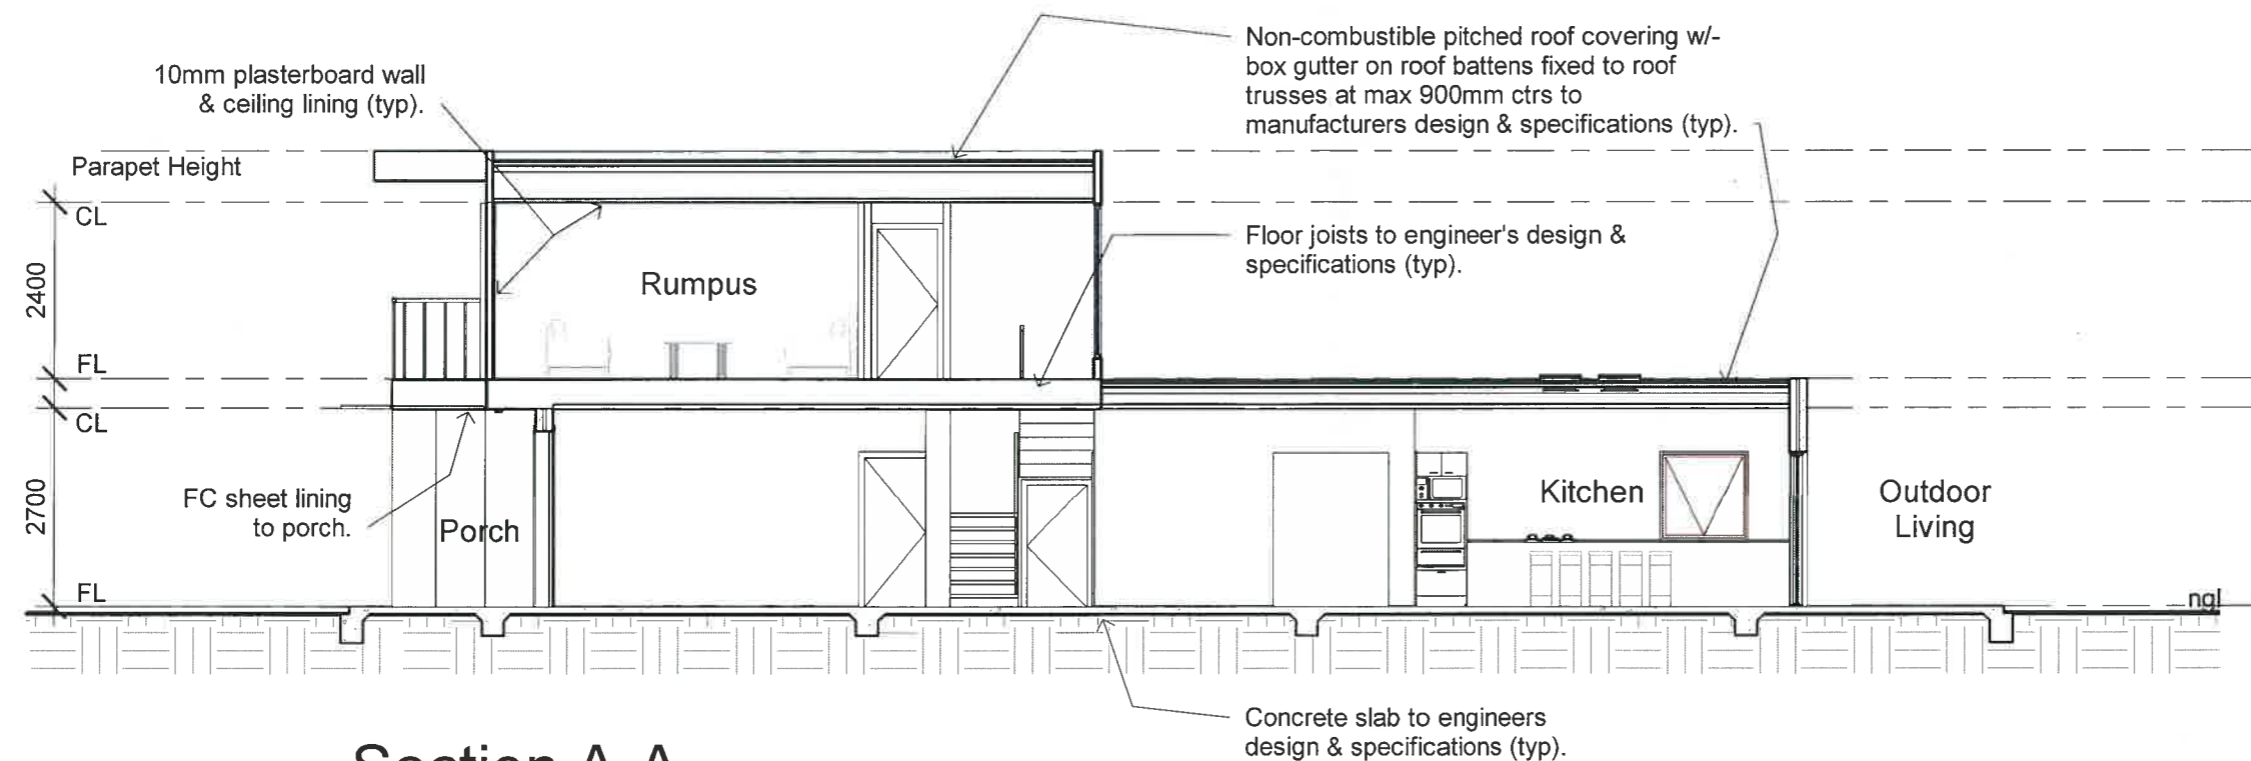 Non-combustible pitched roof covering w/-
box gutter on roof battens fixed to roof
trusses at max 900mm ctrs to
manufacturers design & specifications (typ).
10mm plasterboard wall
& ceiling lining (typ).
Parapet Height
CL
2400
Rumpus
Floor joists to engineer's design &
specifications (typ).
FL
CL
2700
FC sheet lining
to porch.
Porch
Kitchen
Outdoor
Living
FL
ngl
Concrete slab to engineers
design & specifications (typ).
Section A-A